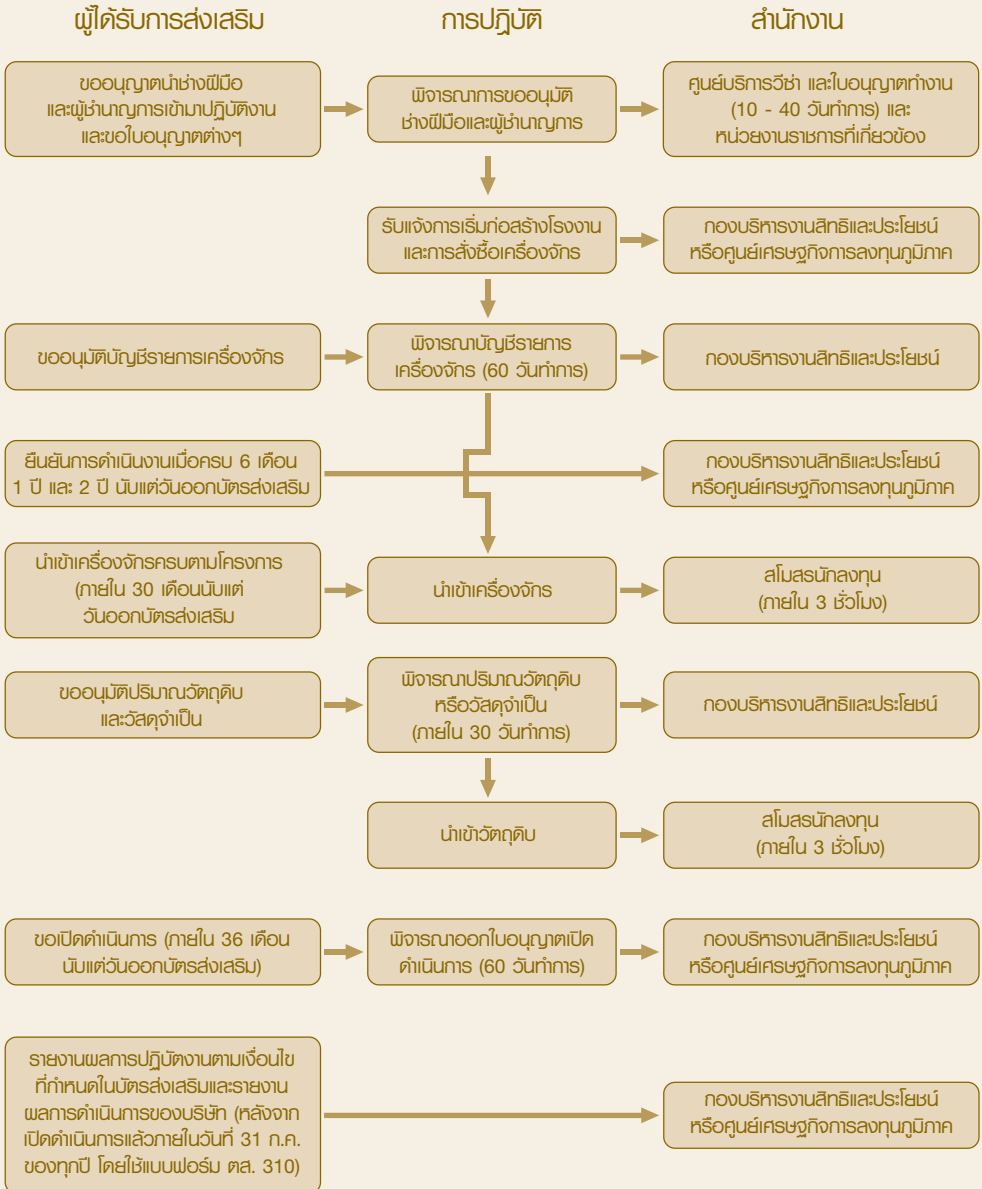 ผู้ได้รับการส่งเสริม
การปฎิบัติ
สำนักงาน
ขออนุญาตนำช่างฝีมือ
และผู้ชำนาญการเข้ามาปฏิบัติงาน
และขอใบอนุญาตต่างๆ
พิจารณาการขออนุมัติ
ช่างฝีมือและผู้ชำนาญการ
ศูนย์บริการวีซ่า และใบอนุญาตทำงาน
(10 - 40 วันทำการ) และ
หน่วยงานราชการที่เกี่ยวข้อง
รับแจ้งการเริ่มก่อสร้างโรงงาน
และการสั่งซื้อเครื่องจักร
กองบริหารงานสิทธิและประโยชน์
หรือศูนย์เศรษฐกิจการลงทุนภูมิภาค
ขออนุมัติบัญชีรายการเครื่องจักร
พิจารณาบัญชีรายการ
เครื่องจักร (60 วันทำการ)
กองบริหารงานสิทธิและประโยชน์
ยืนยันการดำเนินงานเมื่อครบ 6 เดือน
1 ปี และ 2 ปี นับแต่วันออกบัตรส่งเสริม
กองบริหารงานสิทธิและประโยชน์
หรือศูนย์เศรษฐกิจการลงทุนภูมิภาค
นำเข้าเครื่องจักรครบตามโครงการ
(ภายใน 30 เดือนนับแต่
วันออกบัตรส่งเสริม
นำเข้าเครื่องจักร
สโมสรนักลงทุน
(ภายใน 3 ชั่วโมง)
ขออนุมัติปริมาณวัตถุดิบ
และวัสดุจำเป็น
พิจารณาปริมาณวัตถุดิบ
หรือวัสดุจำเป็น
(ภายใน 30 วันทำการ)
กองบริหารงานสิทธิและประโยชน์
นำเข้าวัตถุดิบ
สโมสรนักลงทุน
(ภายใน 3 ชั่วโมง)
ขอเปิดดำเนินการ (ภายใน 36 เดือน
นับแต่วันออกบัตรส่งเสริม)
พิจารณาออกใบอนุญาตเปิด
ดำเนินการ (60 วันทำการ)
กองบริหารงานสิทธิและประโยชน์
หรือศูนย์เศรษฐกิจการลงทุนภูมิภาค
รายงานผลการปฏิบัติงานตามเงื่อนไข
ที่กำหนดในบัตรส่งเสริมและรายงาน
ผลการดำเนินการของบริษัท (หลังจาก
เปิดดำเนินการแล้วภายในวันที่ 31 ก.ค.
ของทุกปี โดยใช้แบบฟอร์ม ตส. 310)
กองบริหารงานสิทธิและประโยชน์
หรือศูนย์เศรษฐกิจการลงทุนภูมิภาค